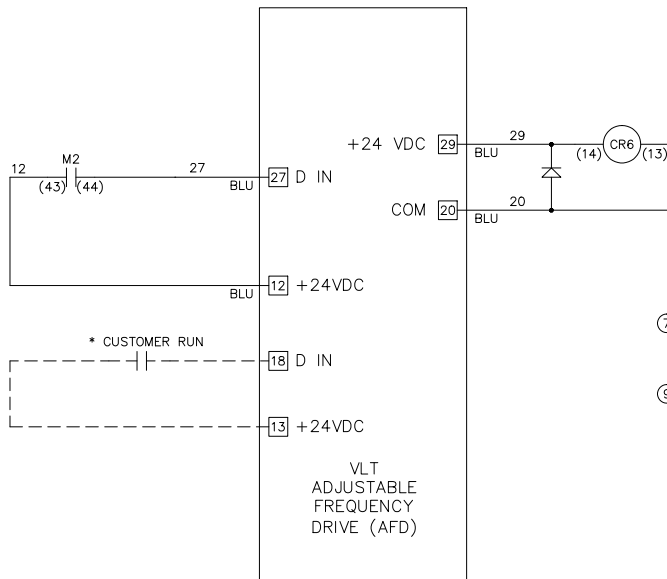 +24 VDC 29 29 CR6
BLU (14) (13)
12 M2 27 27 D IN
(43) (44) BLU
COM 20 20
BLU
12 +24VDC
BLU
* CUSTOMER RUN
18 D IN
13 +24VDC
VLT
ADJUSTABLE
FREQUENCY
DRIVE (AFD)